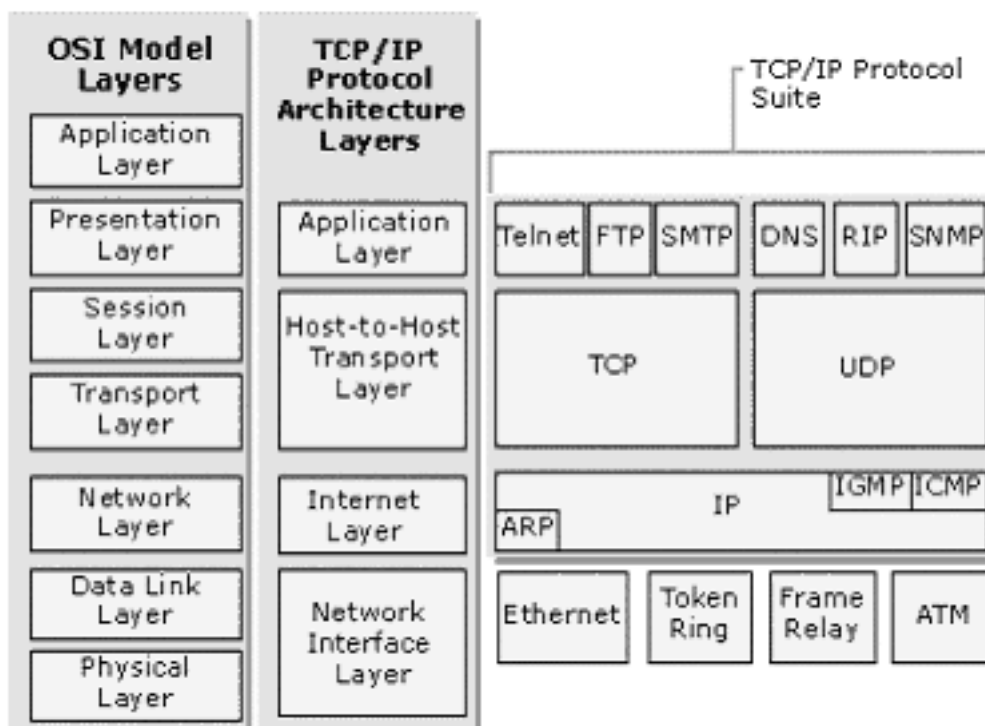 OSI Model
Layers
Application
Layer
Presentation
Layer
Session
Layer
Transport
Layer
Network
Layer
Data Link
Layer
Physical
Layer
TCP/IP
Protocol
Architecture
Layers
Application
Layer
Host-to-Host
Transport
Layer
Internet
Layer
Network
Interface
Layer
TCP/IP Protocol
Suite
Telnet
FTP
SMTP
DNS
RIP
SNMP
TCP
UDP
IP
IGMP
ICMP
ARP
Ethernet
Token
Ring
Frame
Relay
ATM